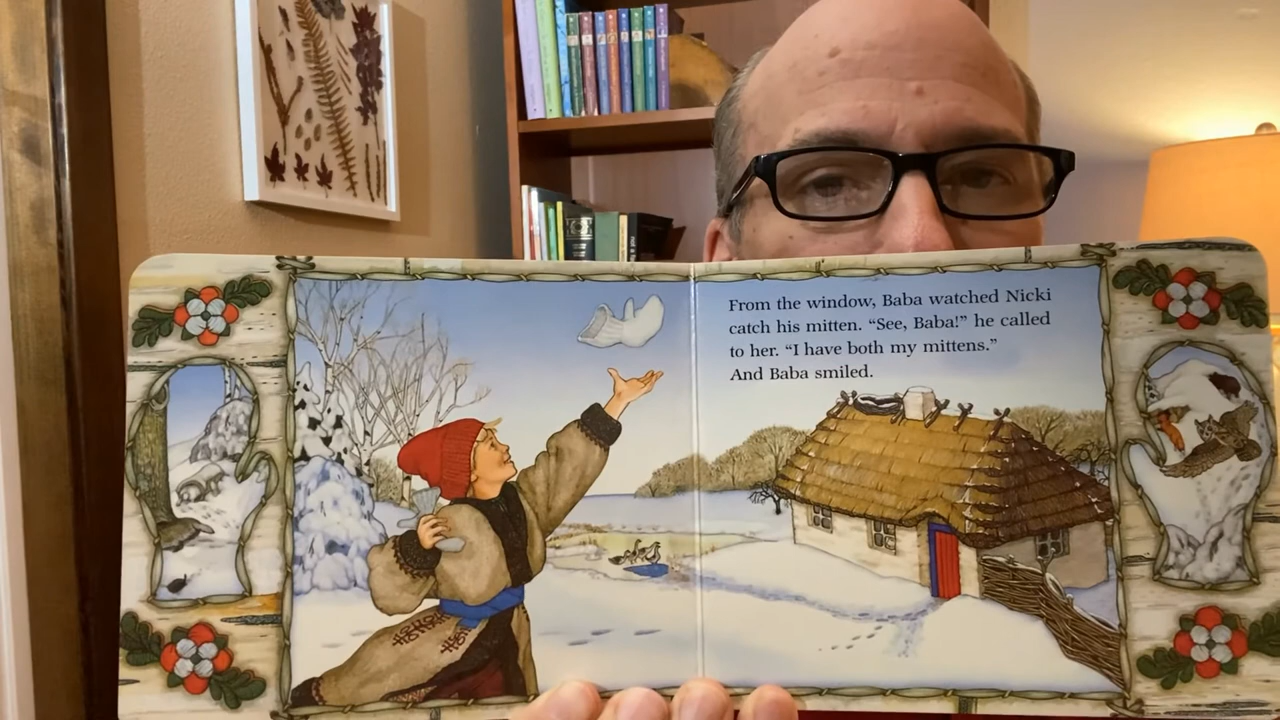 From the window, Baba watched Nicki
catch his mitten. “See, Baba!” he called
to her. “I have both my mittens.”
And Baba smiled.